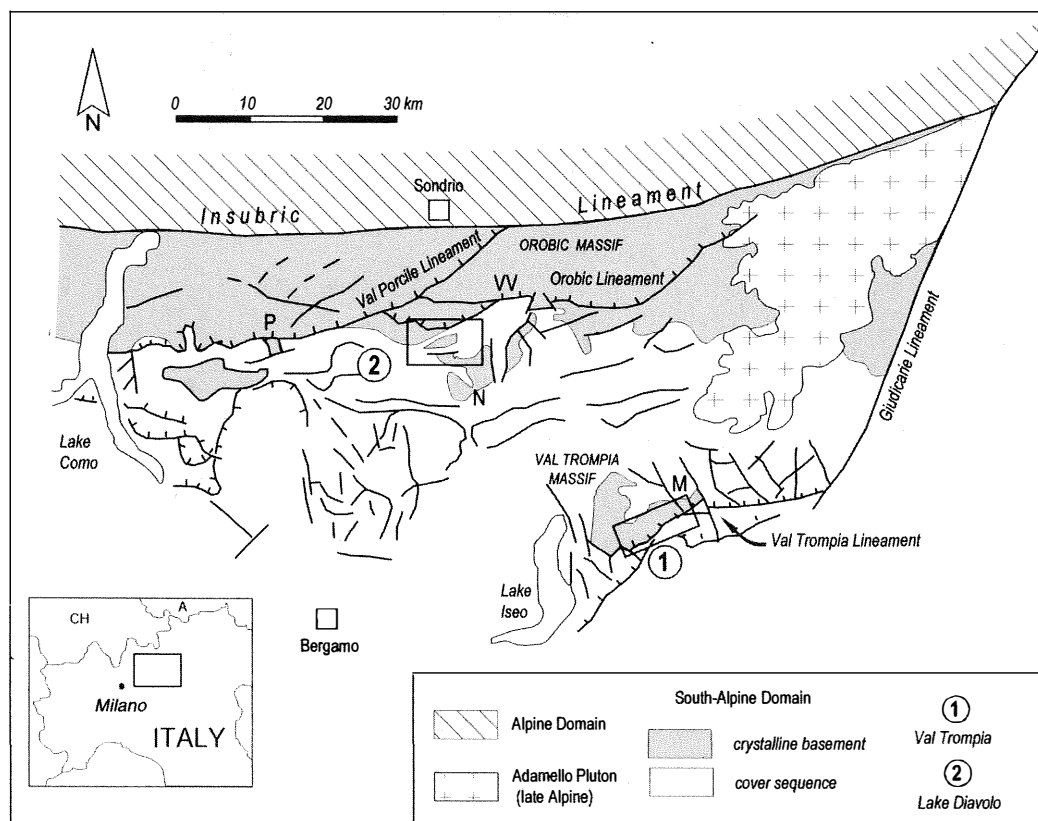 N
0 10 20 30 km
Sondrio
Insubric Lineament
OROBIC MASSIF
Val Porcile Lineament
Orobic Lineament
VV
P
2
N
Giudicarie Lineament
Lake
Como
VAL TROMPIA
MASSIF
M
Val Trompia Lineament
1
Lake
Iseo
Bergamo
CH
A
Milano
ITALY
South-Alpine Domain
Alpine Domain
crystalline basement
Adamello Pluton
(late Alpine)
cover sequence
1
Val Trompia
2
Lake Diavolo